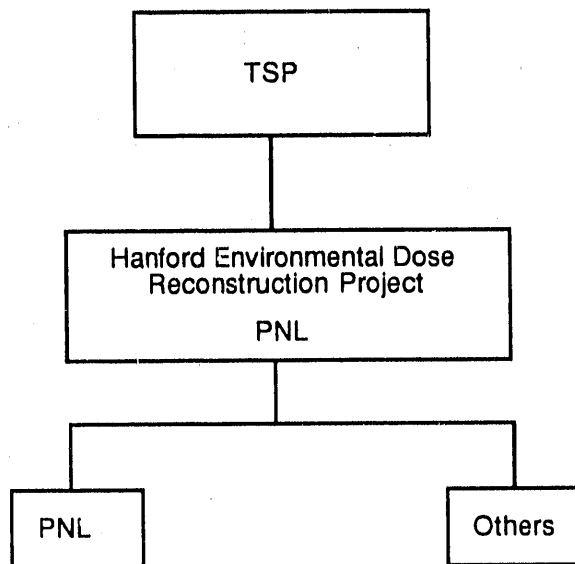 TSP
Hanford Environmental Dose
Reconstruction Project
PNL
PNL
Others